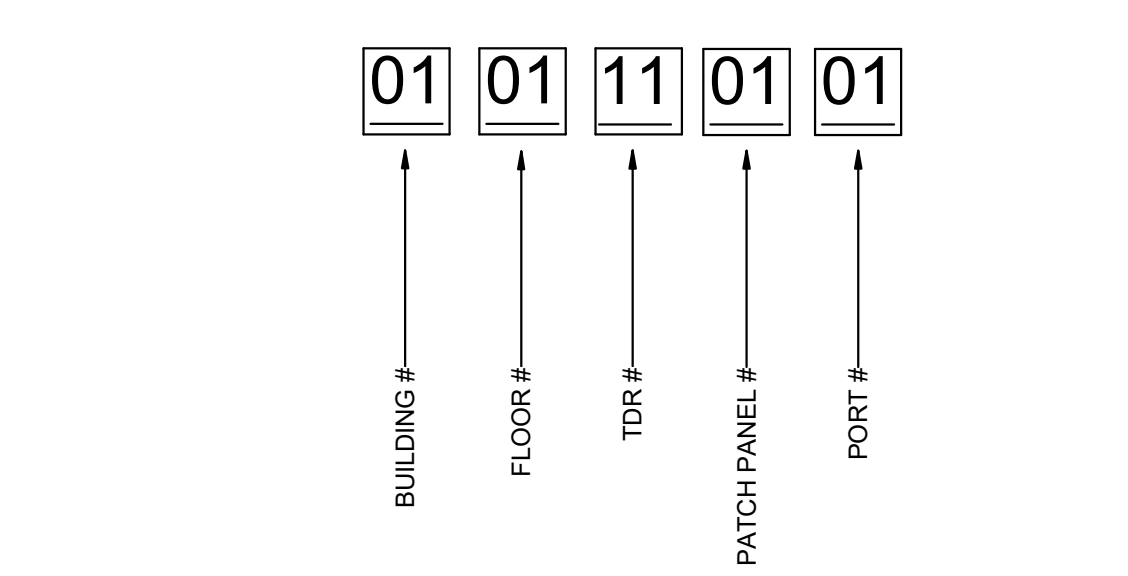 01 01 11 01 01
BUILDING #
FLOOR #
TDR #
PATCH PANEL #
PORT #